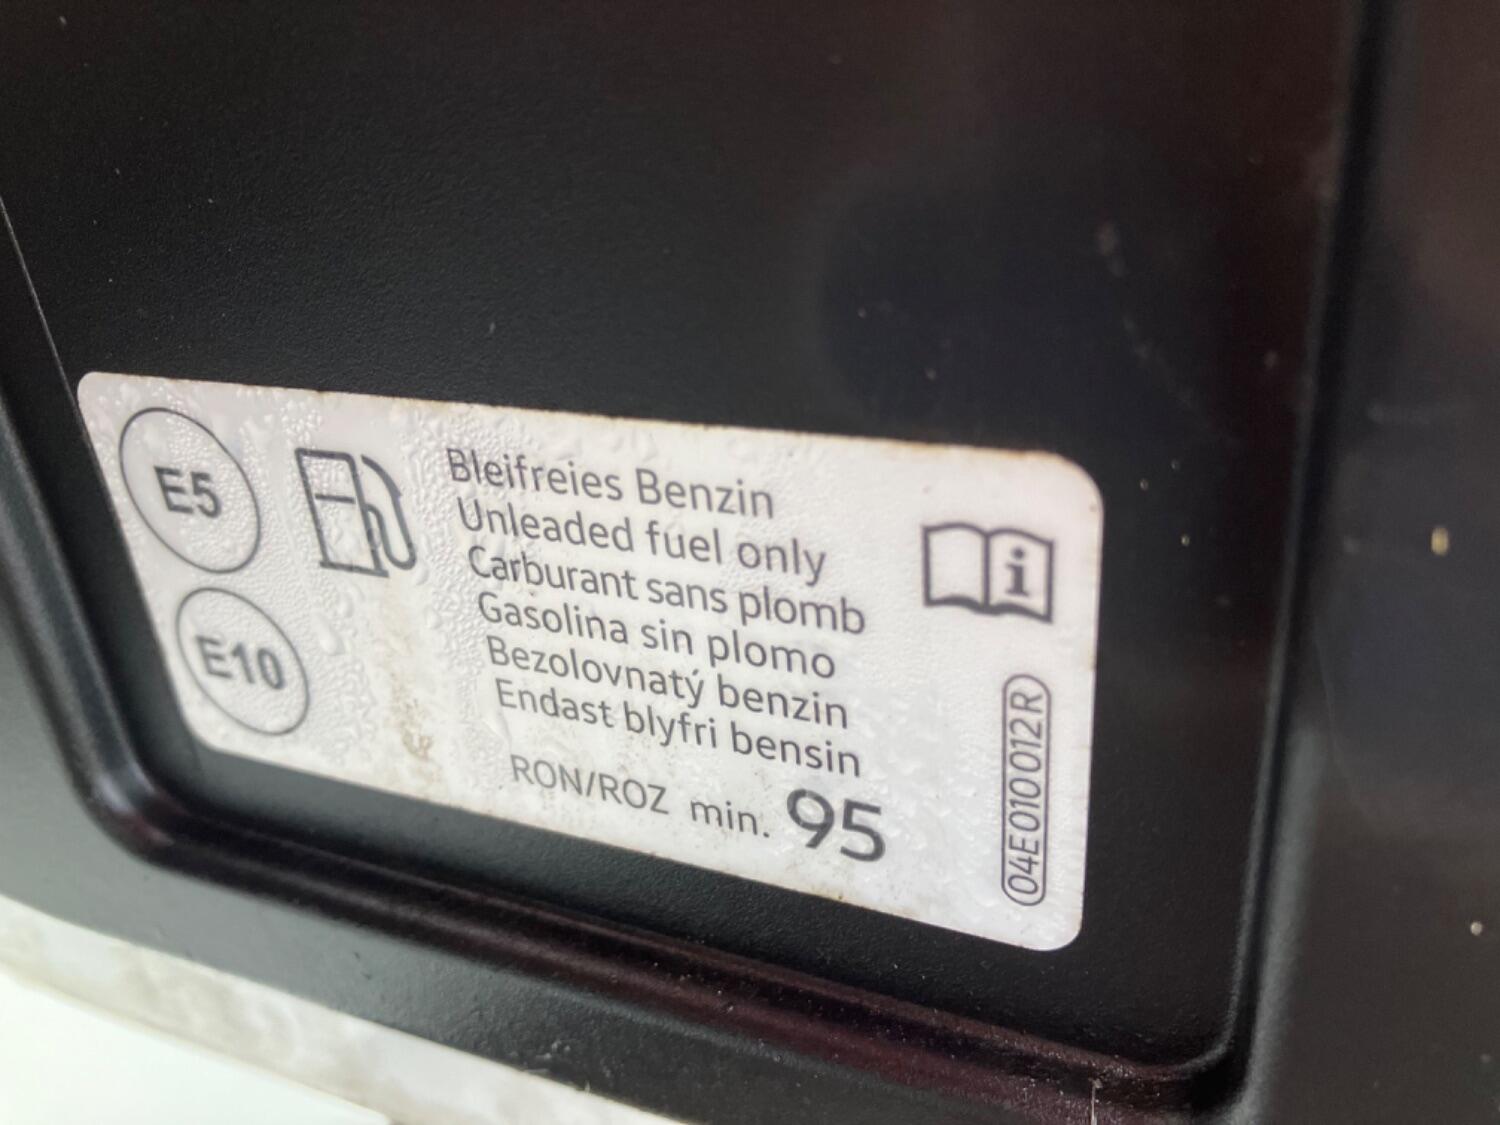 E5
E10
Bleifreies Benzin
Unleaded fuel only
Carburant sans plomb
Gasolina sin plomo
Bezolovnatý benzin
Endast blyfri bensin
RON/ROZ min. 95
i
04E010012R